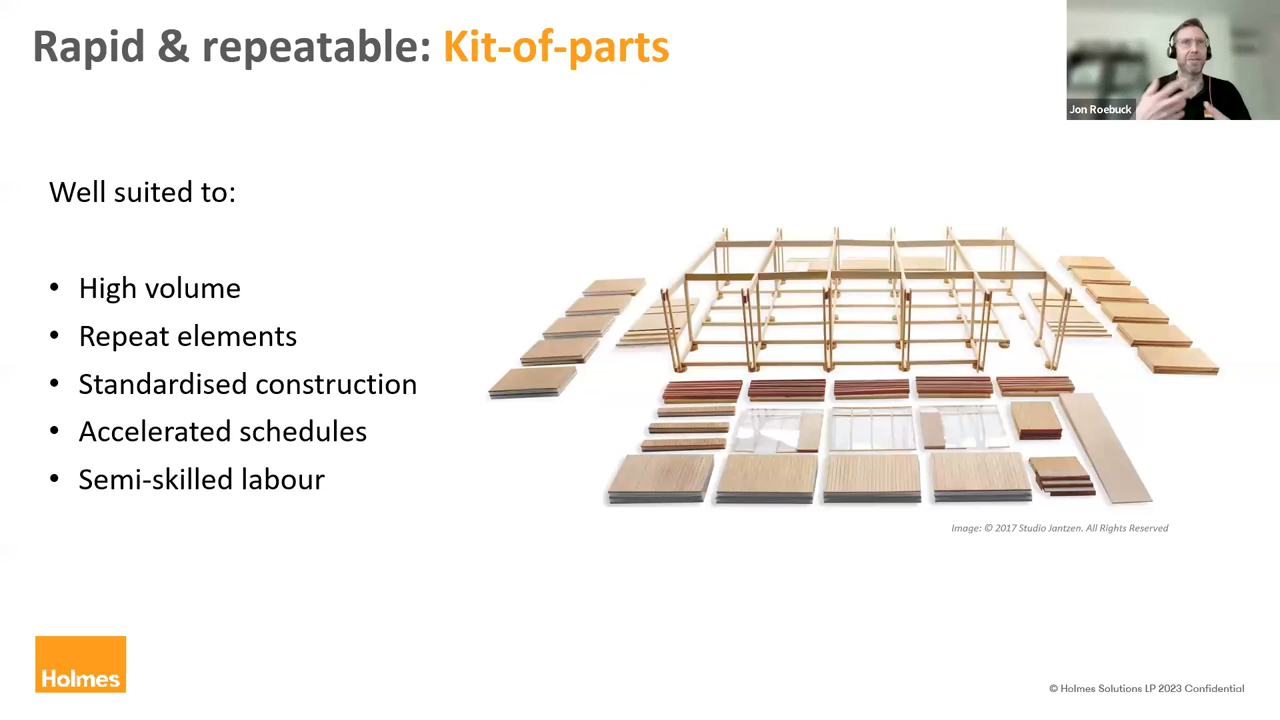 Rapid & repeatable: Kit-of-parts
Jon Roebuck
Well suited to:
• High volume
• Repeat elements
• Standardised construction
• Accelerated schedules
• Semi-skilled labour
Image: © 2017 Studio Jantzen. All Rights Reserved
Holmes
© Holmes Solutions LP 2023 Confidential